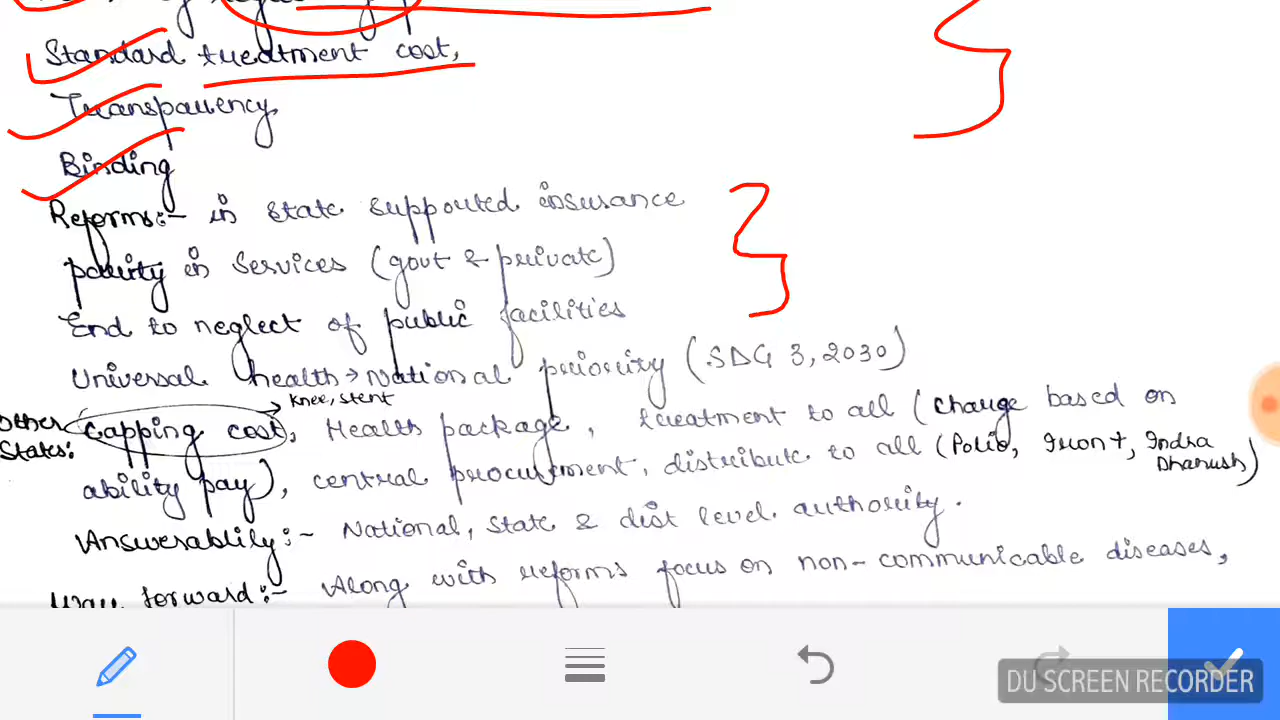 Standard treatment cost,
Transparency
Binding
Reforms:- in state supported insurance
parity in services (govt & private)
End to neglect of public facilities
Universal health → National priority (SDG 3, 2030)
knee, stent
Other States: Capping cost, Health package, treatment to all (charge based on
ability pay), central procurement, distribute to all (Polio, Iron+, Indra Dhanush)
Answerablily:- National, state & dist level authority.
Way forward:- Along with reforms focus on non-communicable diseases,
DU SCREEN RECORDER